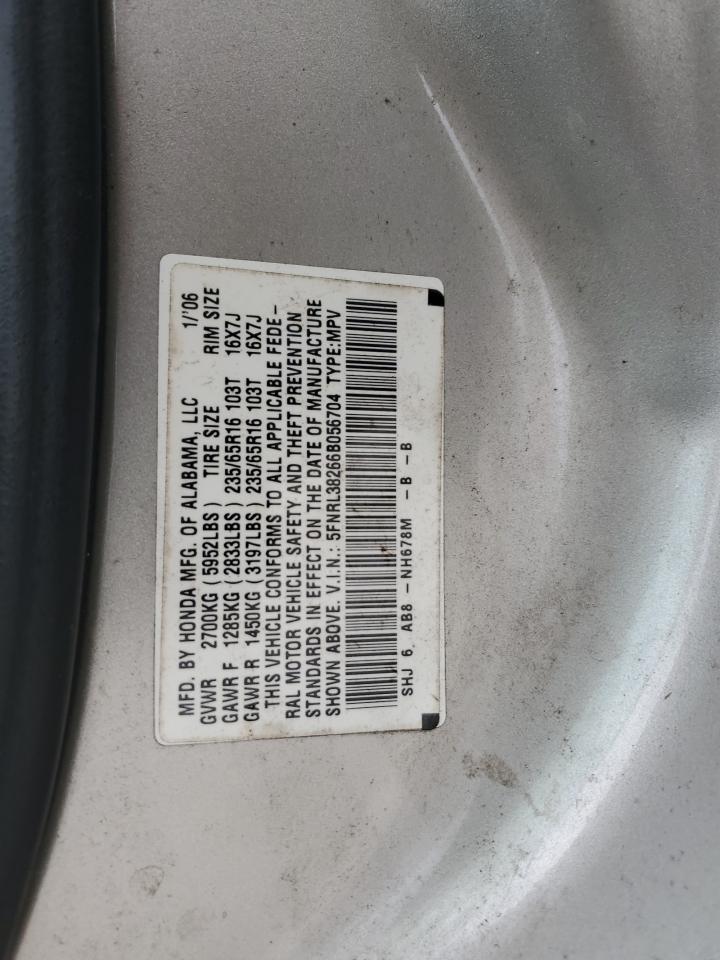 MFD. BY HONDA MFG. OF ALABAMA, LLC 1/'06
GVWR 2700KG (5952LBS) TIRE SIZE RIM SIZE
GAWR F 1285KG (2833LBS) 235/65R16 103T 16X7J
GAWR R 1450KG (3197LBS) 235/65R16 103T 16X7J
THIS VEHICLE CONFORMS TO ALL APPLICABLE FEDE-
RAL MOTOR VEHICLE SAFETY AND THEFT PREVENTION
STANDARDS IN EFFECT ON THE DATE OF MANUFACTURE
SHOWN ABOVE. V.I.N.: 5FNRL38266B056704 TYPE:MPV
SHJ 6 AB8 -NH678M -B -B